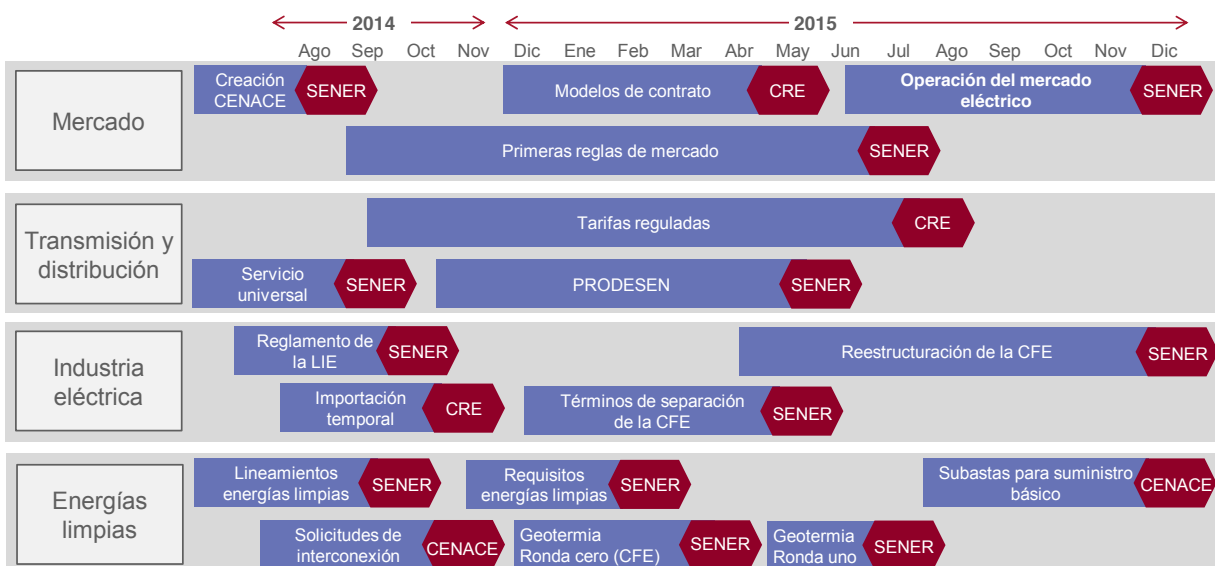 2014
2015
Ago Sep Oct Nov Dic Ene Feb Mar Abr May Jun Jul Ago Sep Oct Nov Dic
Mercado
Creación
CENACE
SENER
Modelos de contrato
CRE
Operación del mercado
eléctrico
SENER
Primeras reglas de mercado
SENER
Transmisión y
distribución
Tarifas reguladas
CRE
Servicio
universal
SENER
PRODESEN
SENER
Industria
eléctrica
Reglamento de
la LIE
SENER
Reestructuración de la CFE
SENER
Importación
temporal
CRE
Términos de separación
de la CFE
SENER
Energías
limpias
Lineamientos
energías limpias
SENER
Requisitos
energías limpias
SENER
Subastas para suministro
básico
CENACE
Solicitudes de
interconexión
CENACE
Geotermia
Ronda cero (CFE)
SENER
Geotermia
Ronda uno
SENER